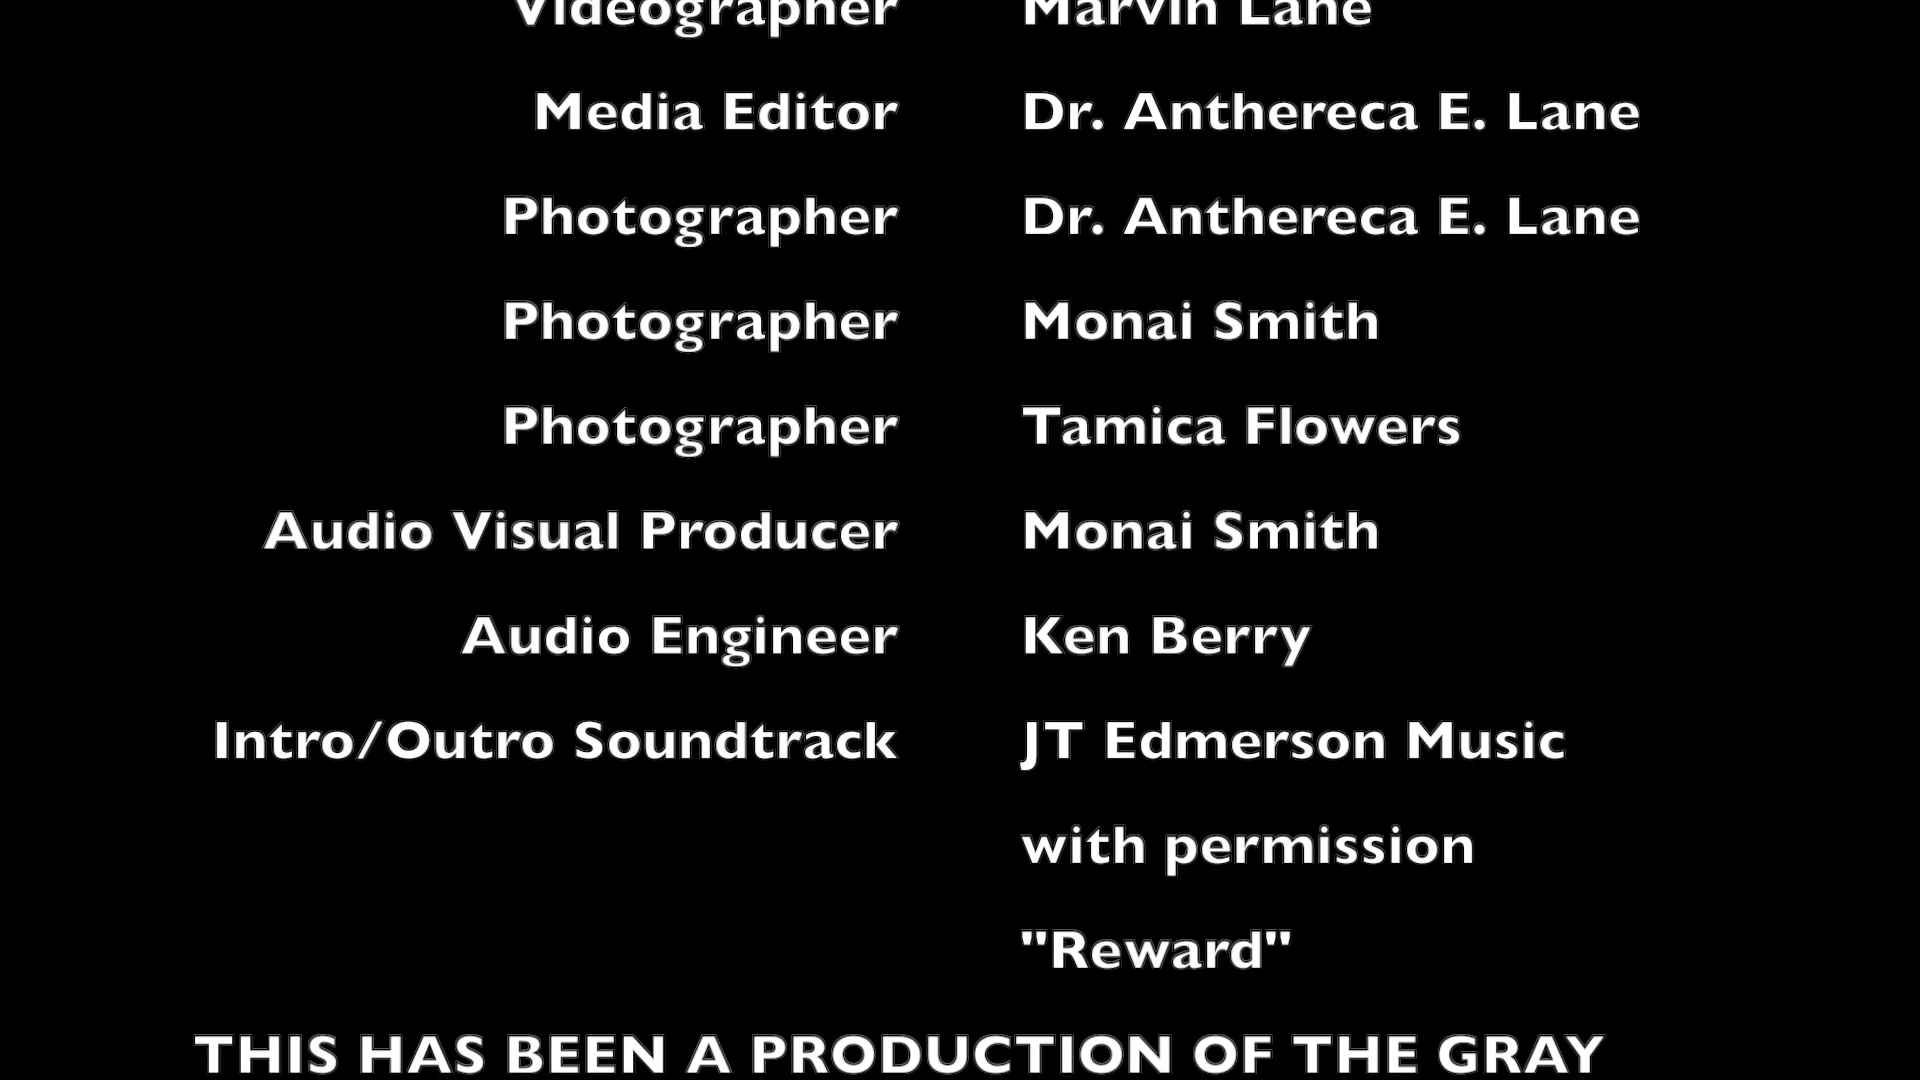 Videographer Marvin Lane
Media Editor Dr. Anthereca E. Lane
Photographer Dr. Anthereca E. Lane
Photographer Monai Smith
Photographer Tamica Flowers
Audio Visual Producer Monai Smith
Audio Engineer Ken Berry
Intro/Outro Soundtrack JT Edmerson Music
with permission
"Reward"
THIS HAS BEEN A PRODUCTION OF THE GRAY